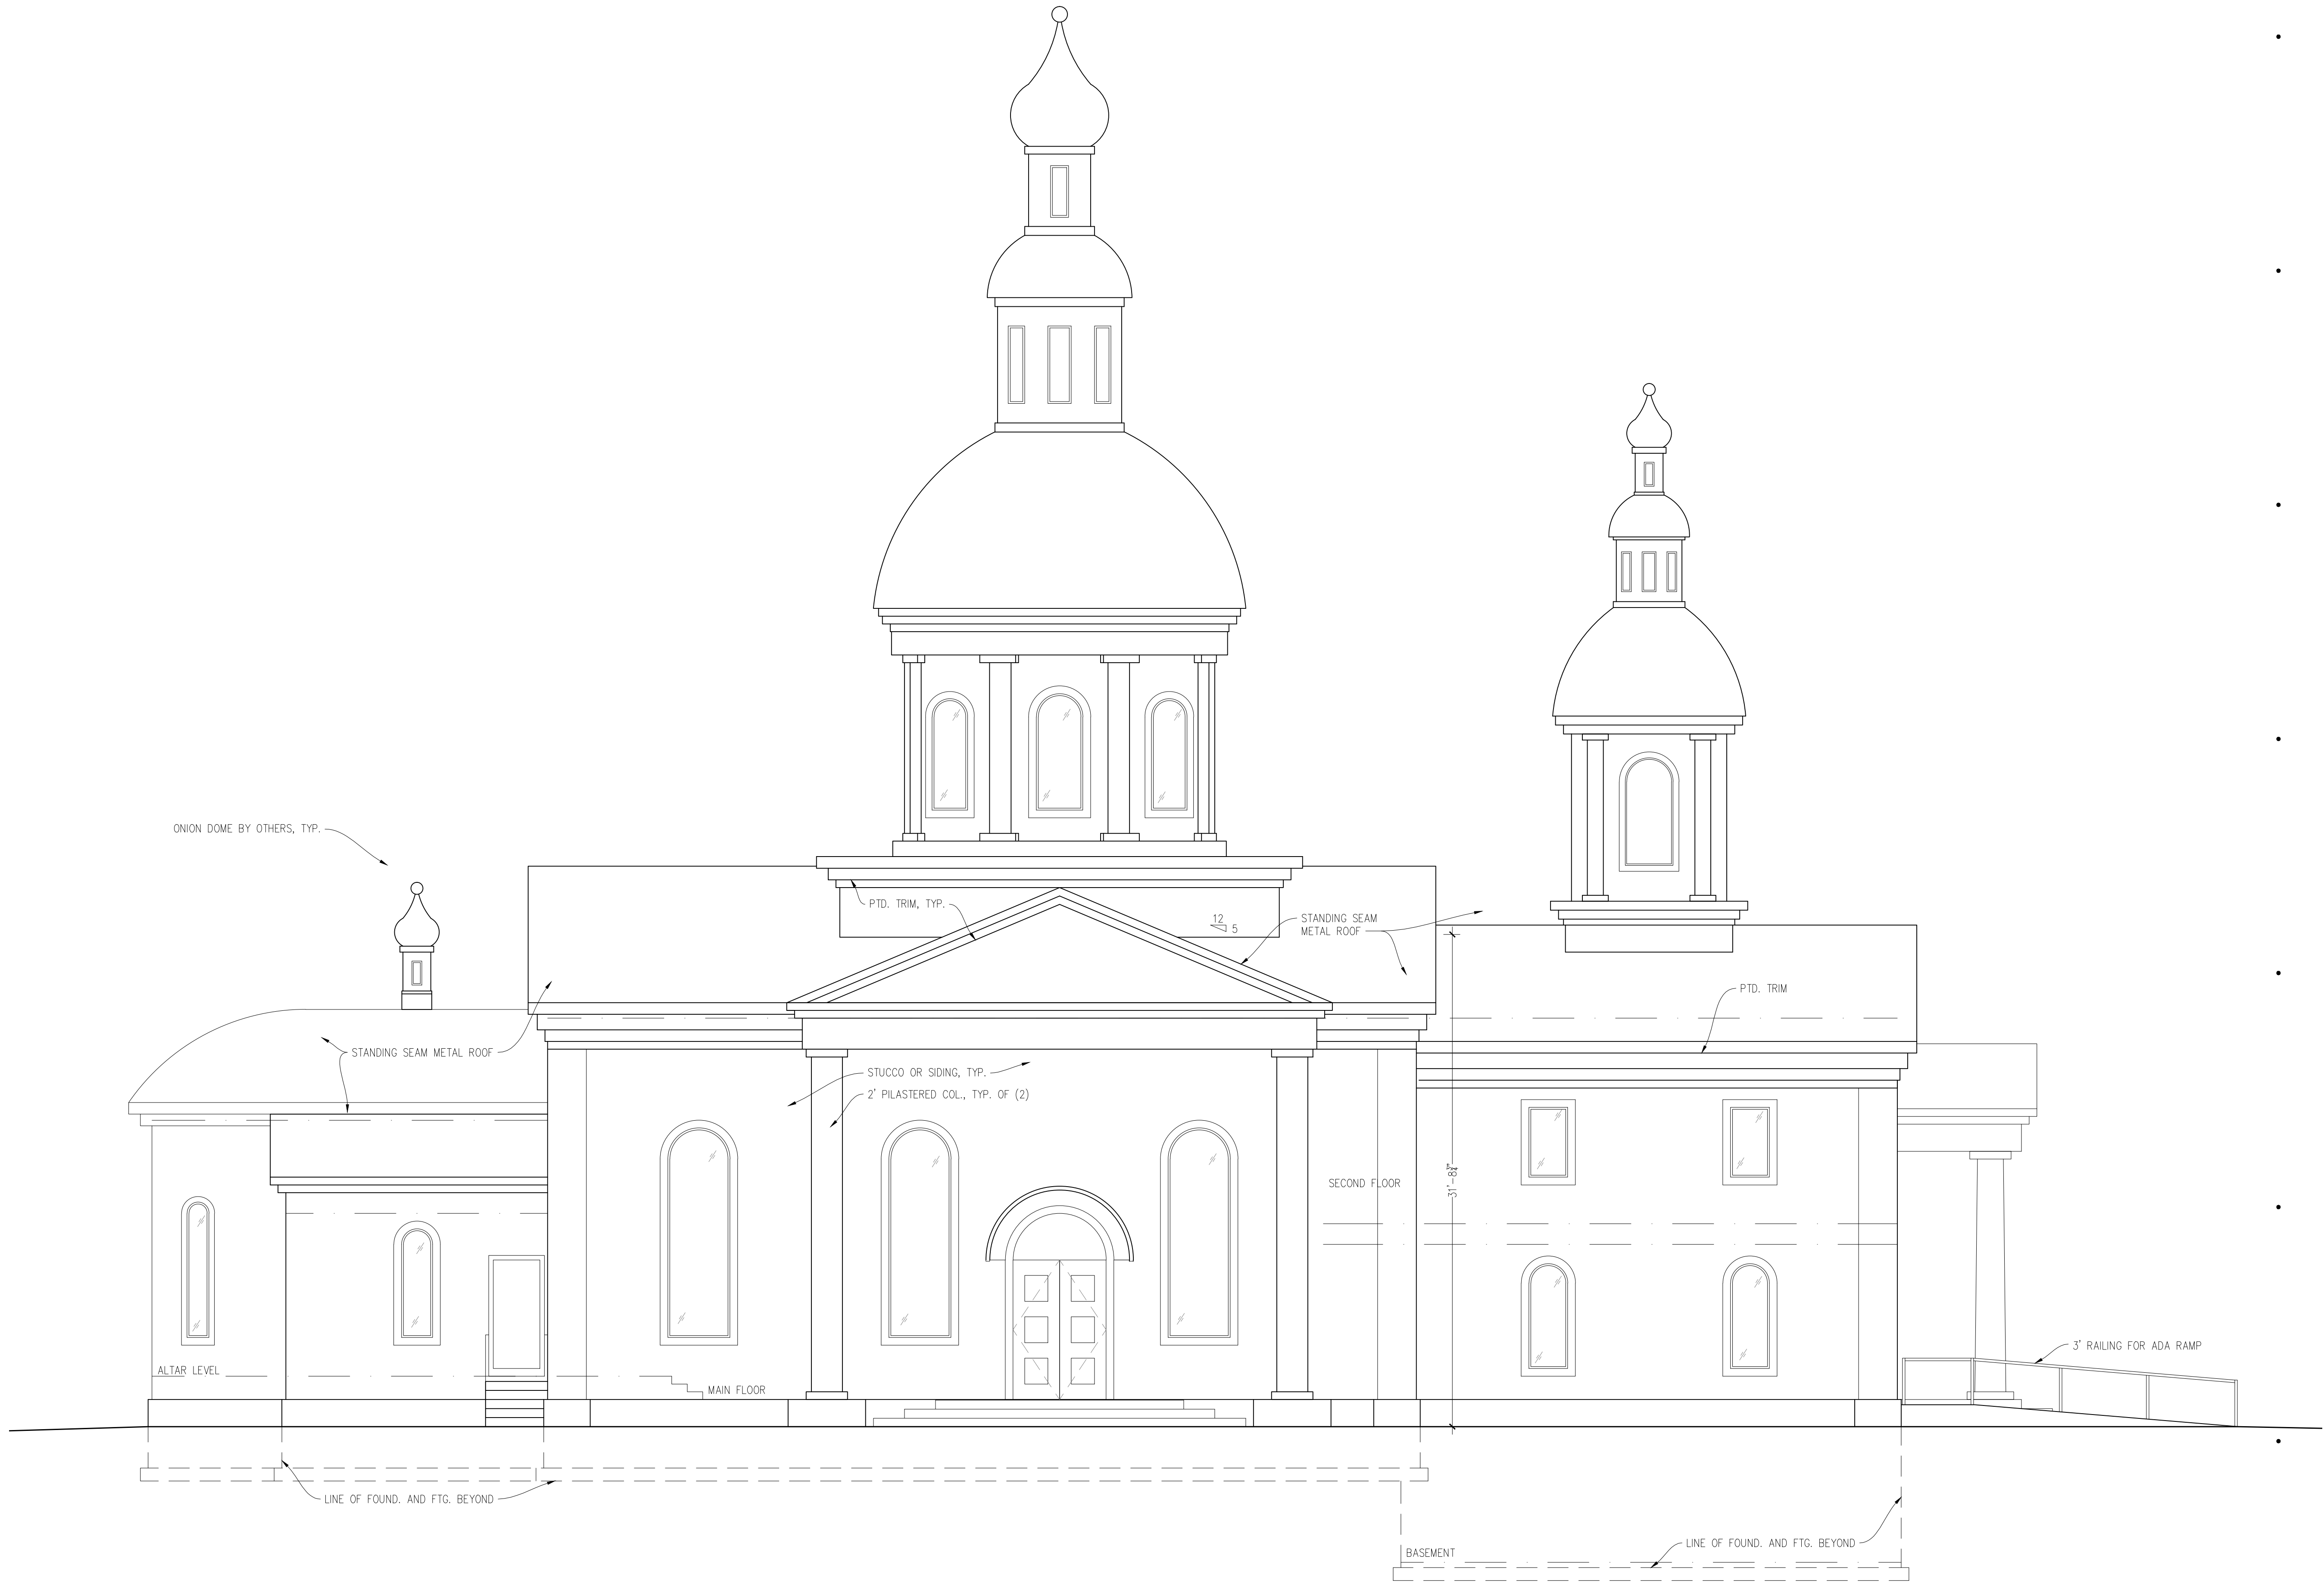 ONION DOME BY OTHERS, TYP.
PTD. TRIM, TYP.
12
5
STANDING SEAM
METAL ROOF
PTD. TRIM
STANDING SEAM METAL ROOF
STUCCO OR SIDING, TYP.
2' PILASTERED COL., TYP. OF (2)
SECOND FLOOR
31'-8¾"
3' RAILING FOR ADA RAMP
ALTAR LEVEL
MAIN FLOOR
LINE OF FOUND. AND FTG. BEYOND
LINE OF FOUND. AND FTG. BEYOND
BASEMENT